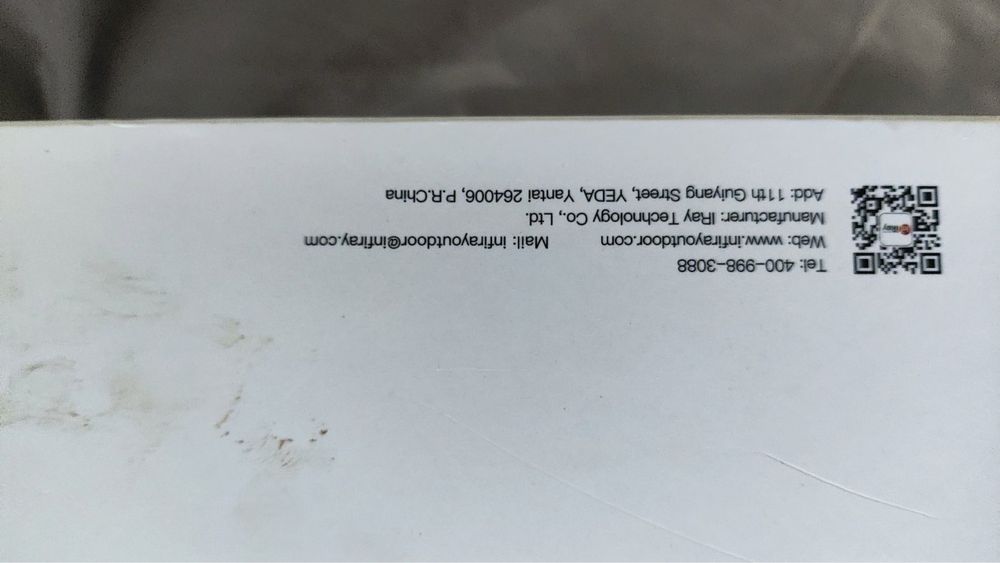 Tel: 400-998-3088
Web: www.infirayoutdoor.com Mail: infirayoutdoor@infiray.com
Manufacturer: IRay Technology Co., Ltd.
Add: 11th Guiyang Street, YEDA, Yantai 264006, P.R.China